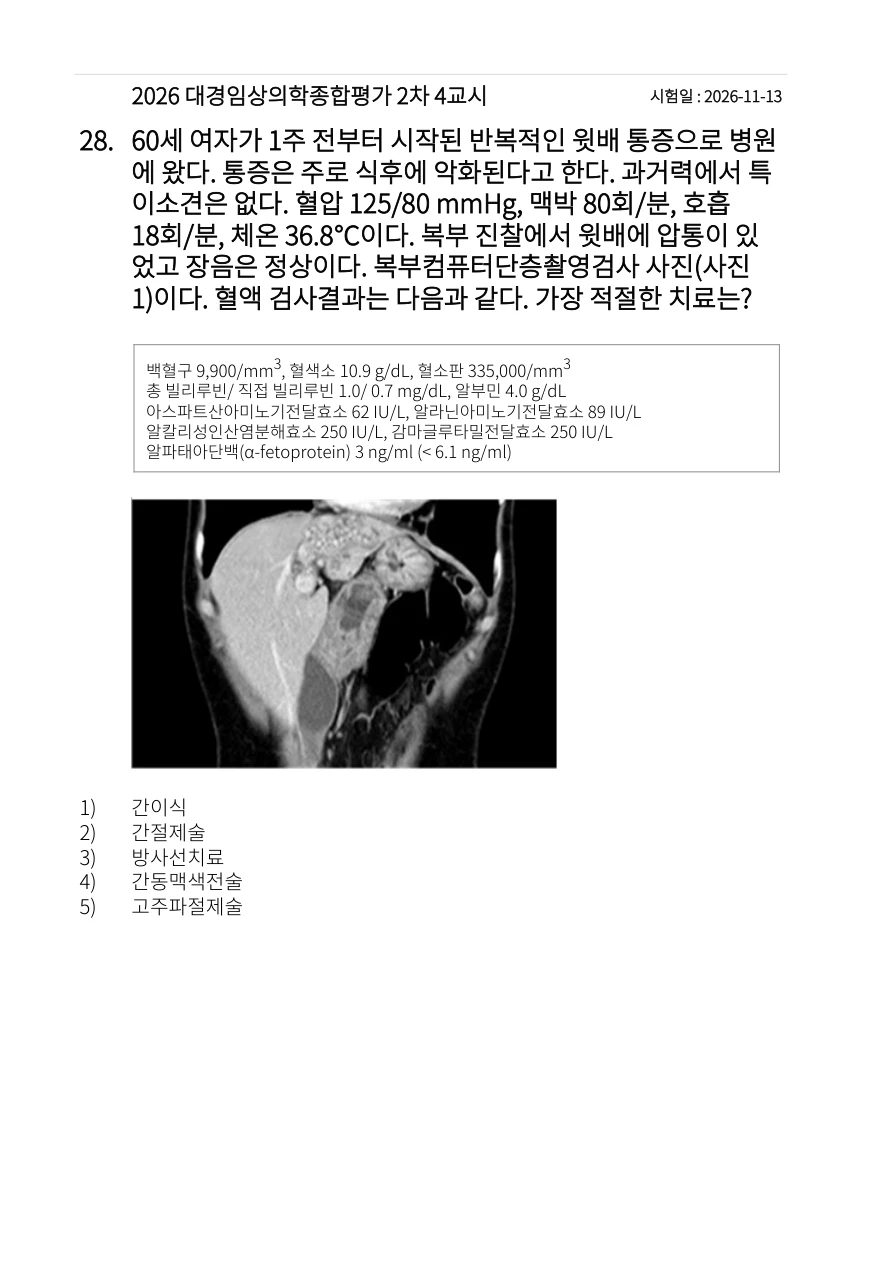 2026 대경임상의학종합평가 2차 4교시
시험일 : 2026-11-13
28. 60세 여자가 1주 전부터 시작된 반복적인 윗배 통증으로 병원
에 왔다. 통증은 주로 식후에 악화된다고 한다. 과거력에서 특
이소견은 없다. 혈압 125/80 mmHg, 맥박 80회/분, 호흡
18회/분, 체온 36.8℃이다. 복부 진찰에서 윗배에 압통이 있
었고 장음은 정상이다. 복부컴퓨터단층촬영검사 사진(사진
1)이다. 혈액 검사결과는 다음과 같다. 가장 적절한 치료는?
백혈구 9,900/mm³, 혈색소 10.9 g/dL, 혈소판 335,000/mm³
총 빌리루빈/ 직접 빌리루빈 1.0/ 0.7 mg/dL, 알부민 4.0 g/dL
아스파트산아미노기전달효소 62 IU/L, 알라닌아미노기전달효소 89 IU/L
알칼리성인산염분해효소 250 IU/L, 감마글루타밀전달효소 250 IU/L
알파태아단백(α-fetoprotein) 3 ng/ml (< 6.1 ng/ml)
1) 간이식
2) 간절제술
3) 방사선치료
4) 간동맥색전술
5) 고주파절제술